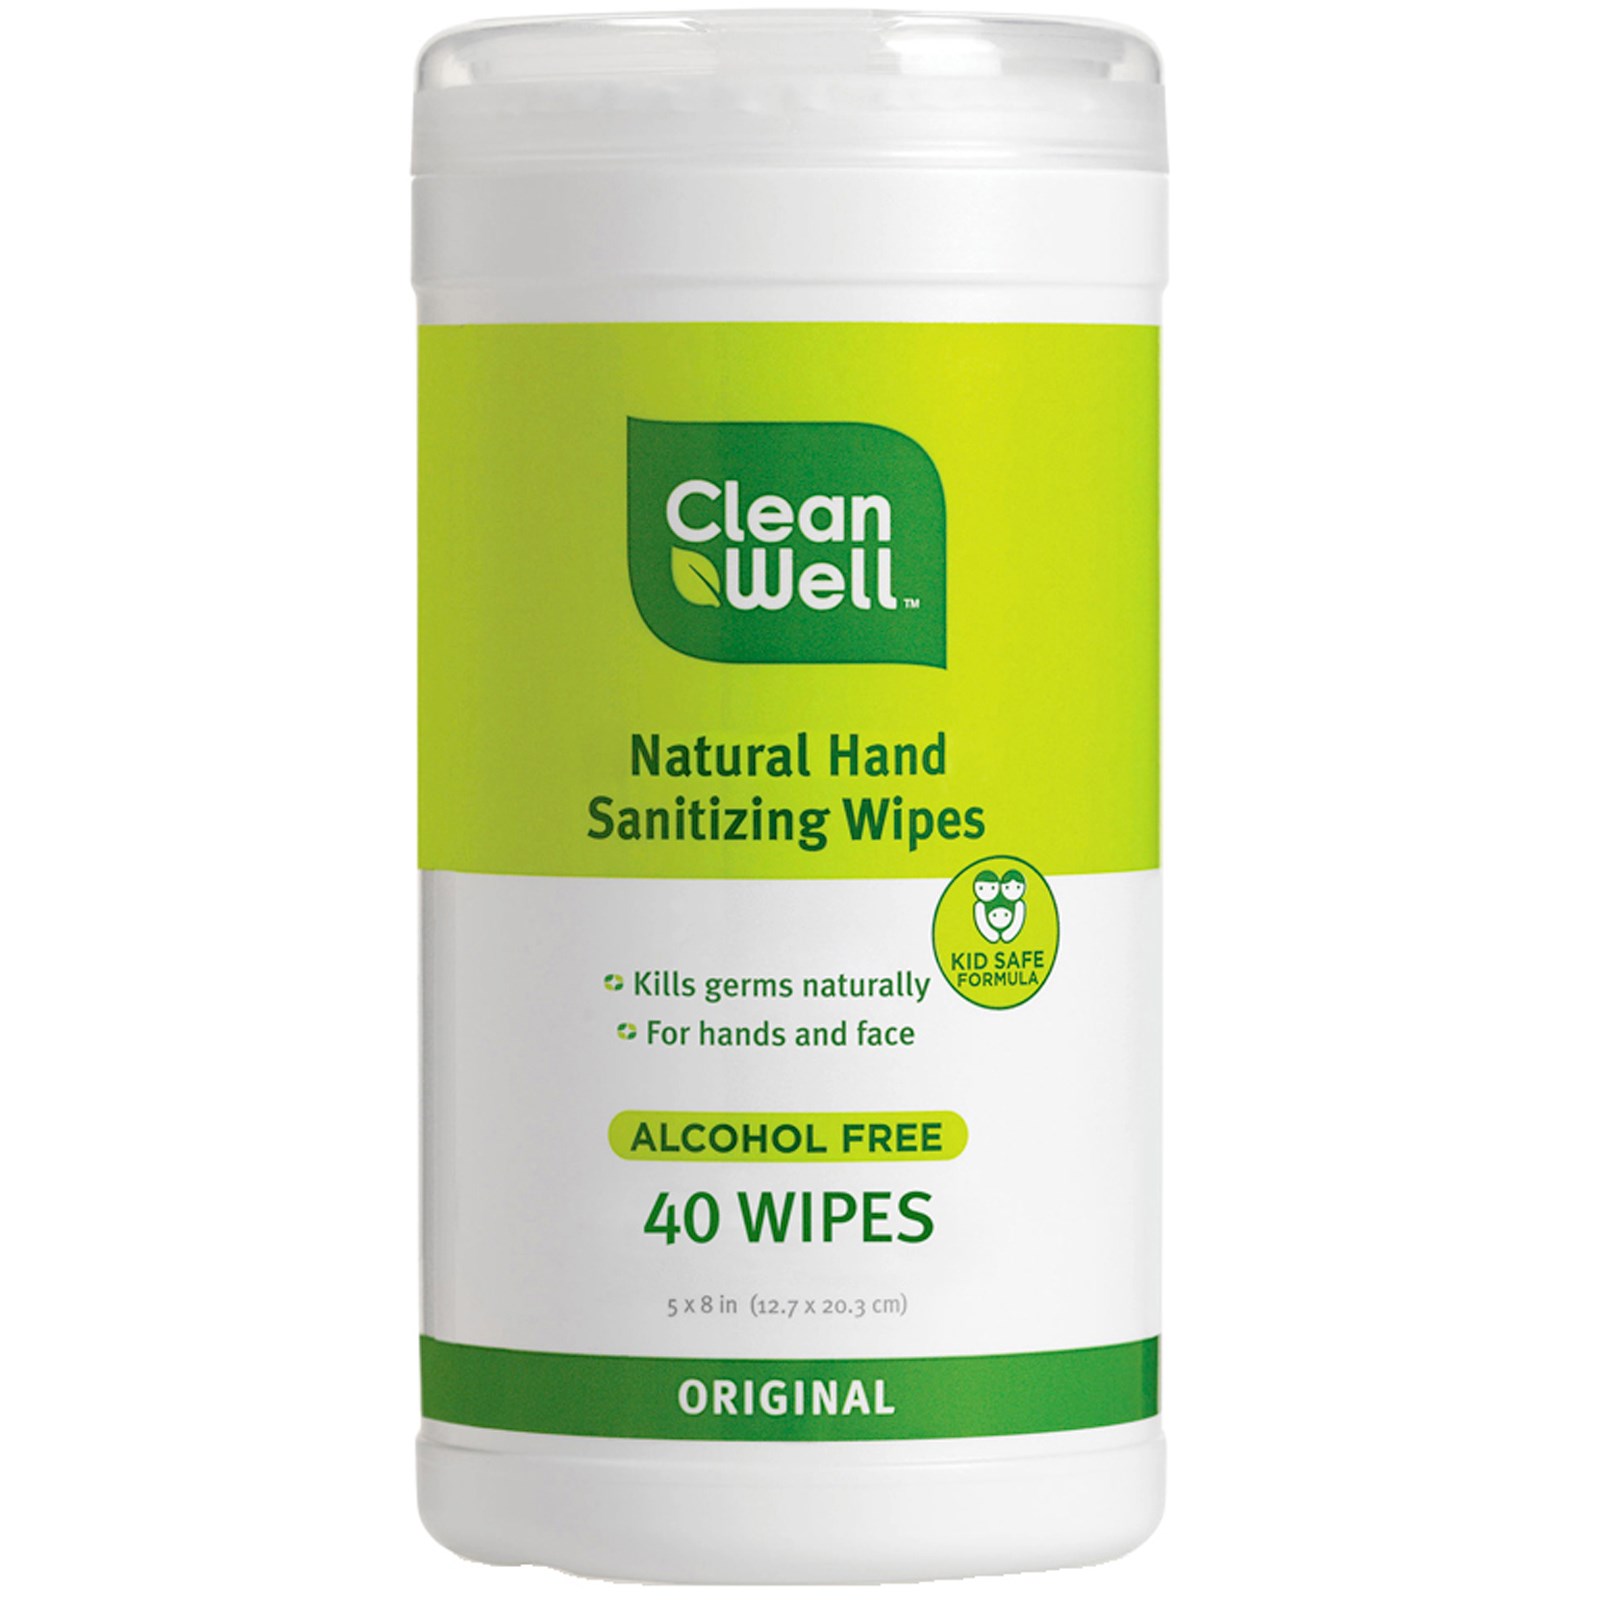 Clean
Well™
Natural Hand
Sanitizing Wipes
KID SAFE
FORMULA
Kills germs naturally
For hands and face
ALCOHOL FREE
40 WIPES
5 x 8 in (12.7 x 20.3 cm)
ORIGINAL